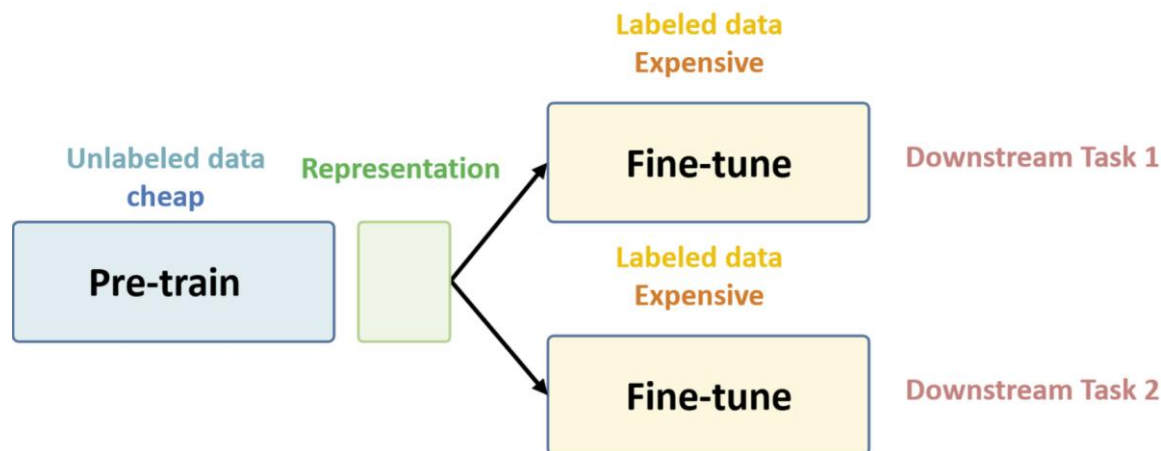 Labeled data
Expensive
Unlabeled data
cheap
Representation
Fine-tune
Downstream Task 1
Pre-train
Labeled data
Expensive
Fine-tune
Downstream Task 2